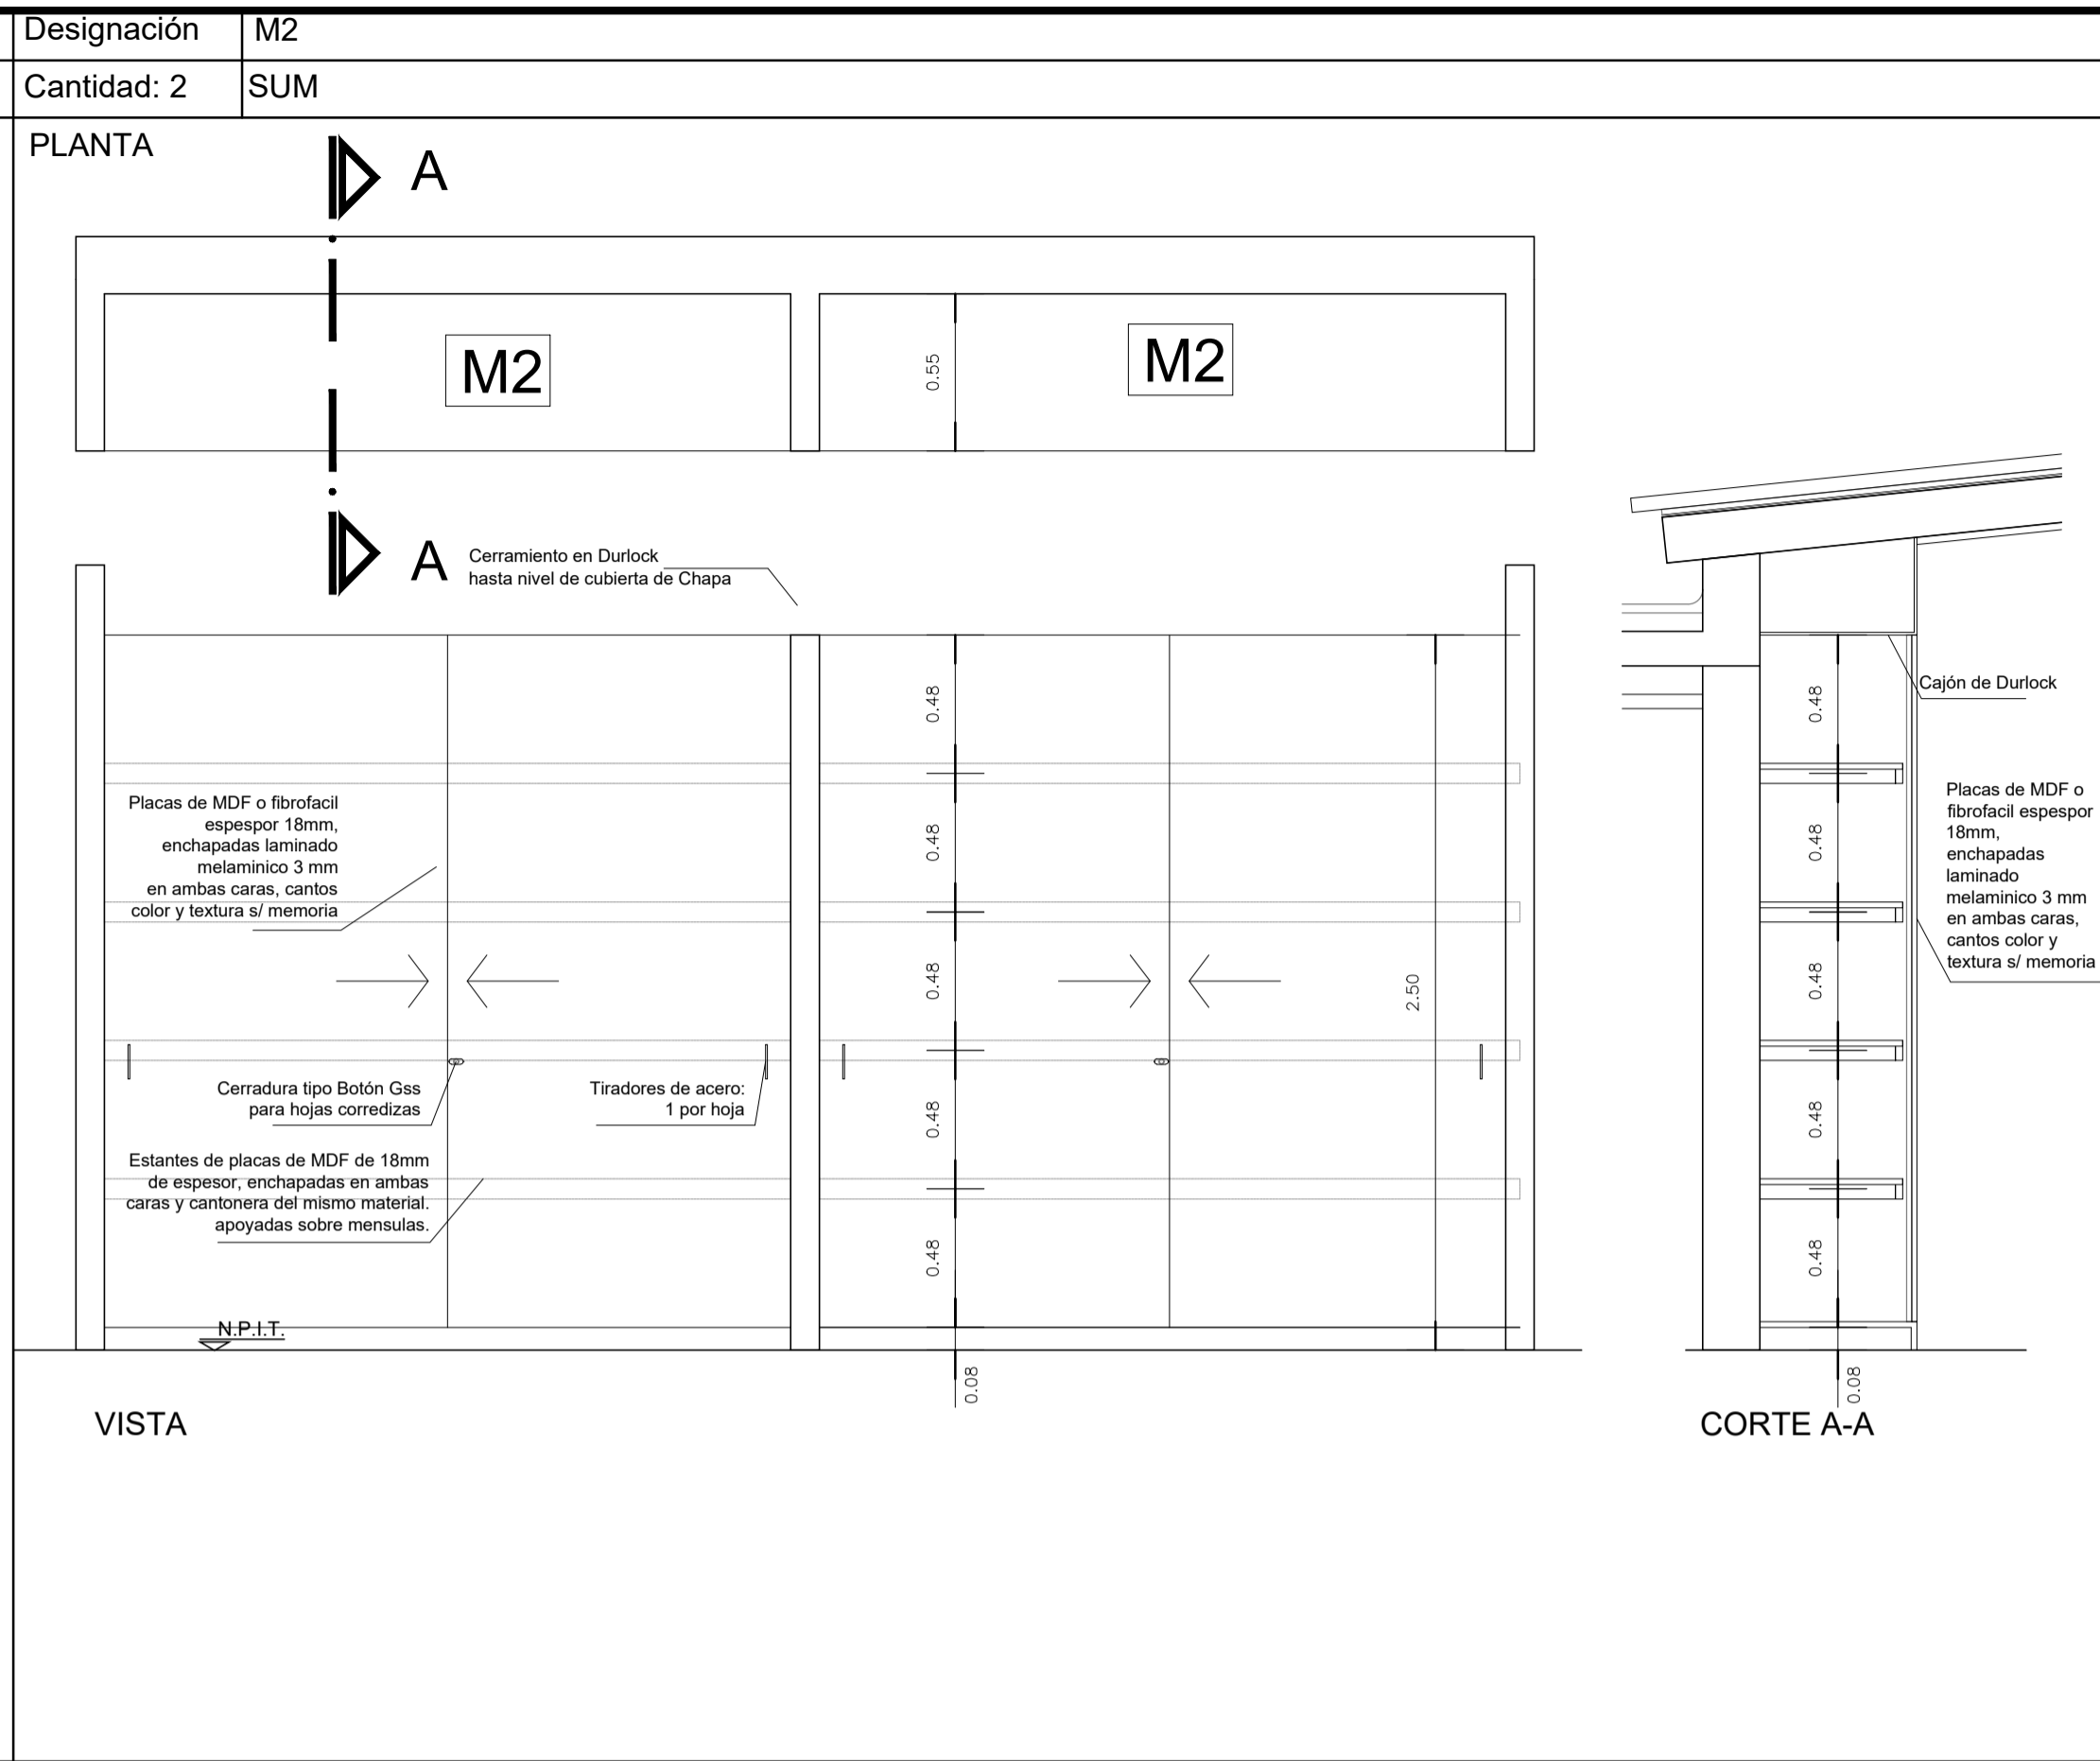 Designación
M2
Cantidad: 2
SUM
PLANTA
A
M2
0.55
M2
A
Cerramiento en Durlock
hasta nivel de cubierta de Chapa
0.48
0.48
0.48
0.48
0.48
0.08
2.50
Placas de MDF o fibrofacil
espespor 18mm,
enchapadas laminado
melaminico 3 mm
en ambas caras, cantos
color y textura s/ memoria
Cerradura tipo Botón Gss
para hojas corredizas
Tiradores de acero:
1 por hoja
Estantes de placas de MDF de 18mm
de espesor, enchapadas en ambas
caras y cantonera del mismo material.
apoyadas sobre mensulas.
N.P.I.T.
VISTA
Cajón de Durlock
0.48
0.48
0.48
0.48
0.48
0.08
Placas de MDF o
fibrofacil espespor
18mm,
enchapadas
laminado
melaminico 3 mm
en ambas caras,
cantos color y
textura s/ memoria
CORTE A-A